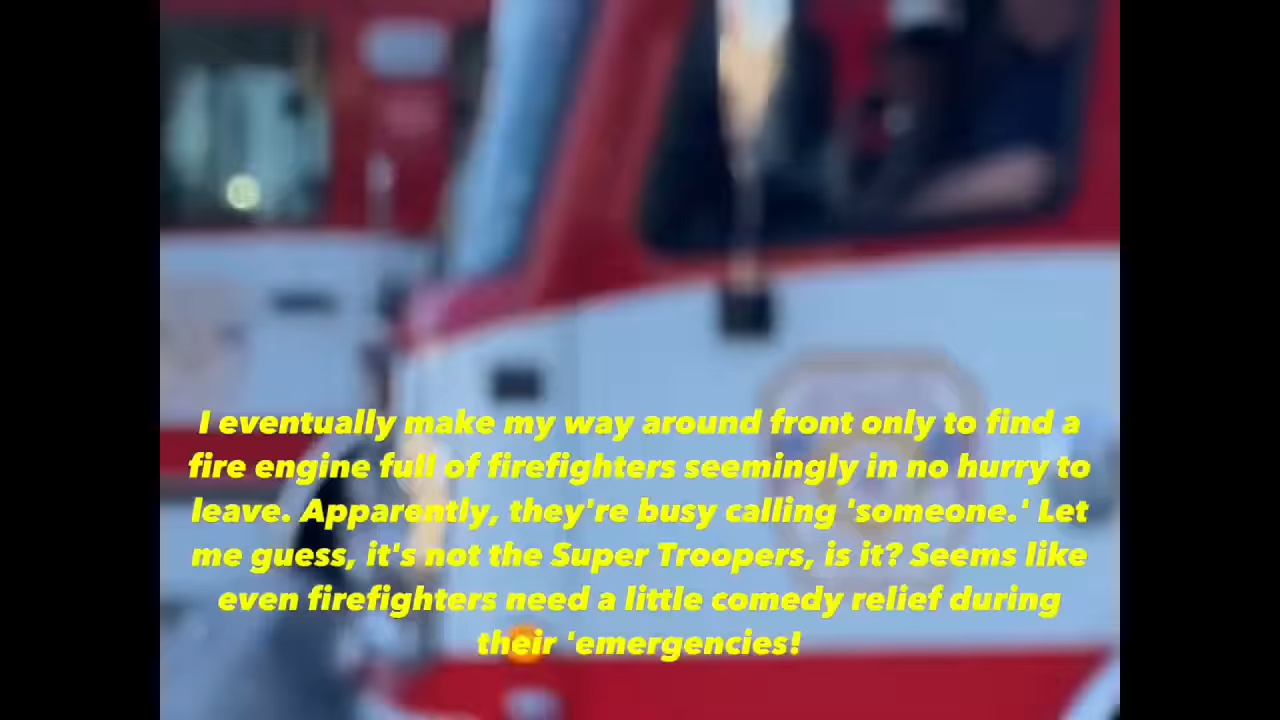 I eventually make my way around front only to find a
fire engine full of firefighters seemingly in no hurry to
leave. Apparently, they're busy calling 'someone.' Let
me guess, it's not the Super Troopers, is it? Seems like
even firefighters need a little comedy relief during
their 'emergencies!